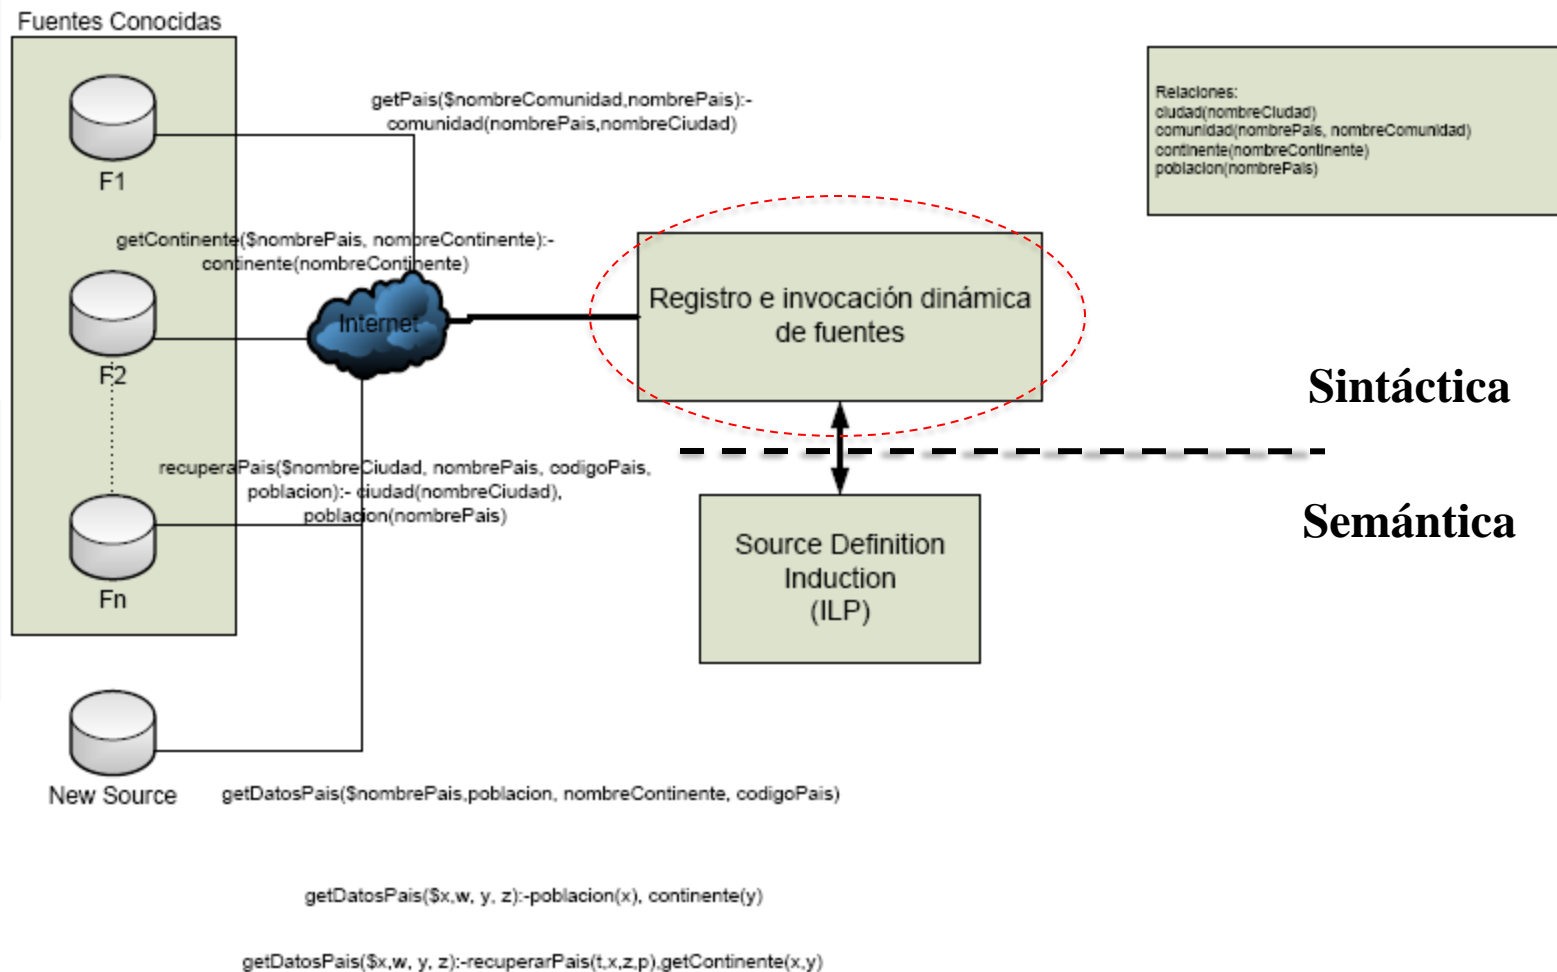 Fuentes Conocidas
F1
getPais($nombreComunidad,nombrePais):-
comunidad(nombrePais,nombreCiudad)
Relaciones:
ciudad(nombreCiudad)
comunidad(nombrePais, nombreComunidad)
continente(nombreContinente)
poblacion(nombrePais)
getContinente($nombrePais, nombreContinente):-
continente(nombreContinente)
F2
Internet
Registro e invocación dinámica
de fuentes
Sintáctica
recuperaPais($nombreCiudad, nombrePais, codigoPais,
poblacion):- ciudad(nombreCiudad),
poblacion(nombrePais)
Fn
Semántica
Source Definition
Induction
(ILP)
New Source
getDatosPais($nombrePais,poblacion, nombreContinente, codigoPais)
getDatosPais($x,w, y, z):-poblacion(x), continente(y)
getDatosPais($x,w, y, z):-recuperarPais(t,x,z,p),getContinente(x,y)